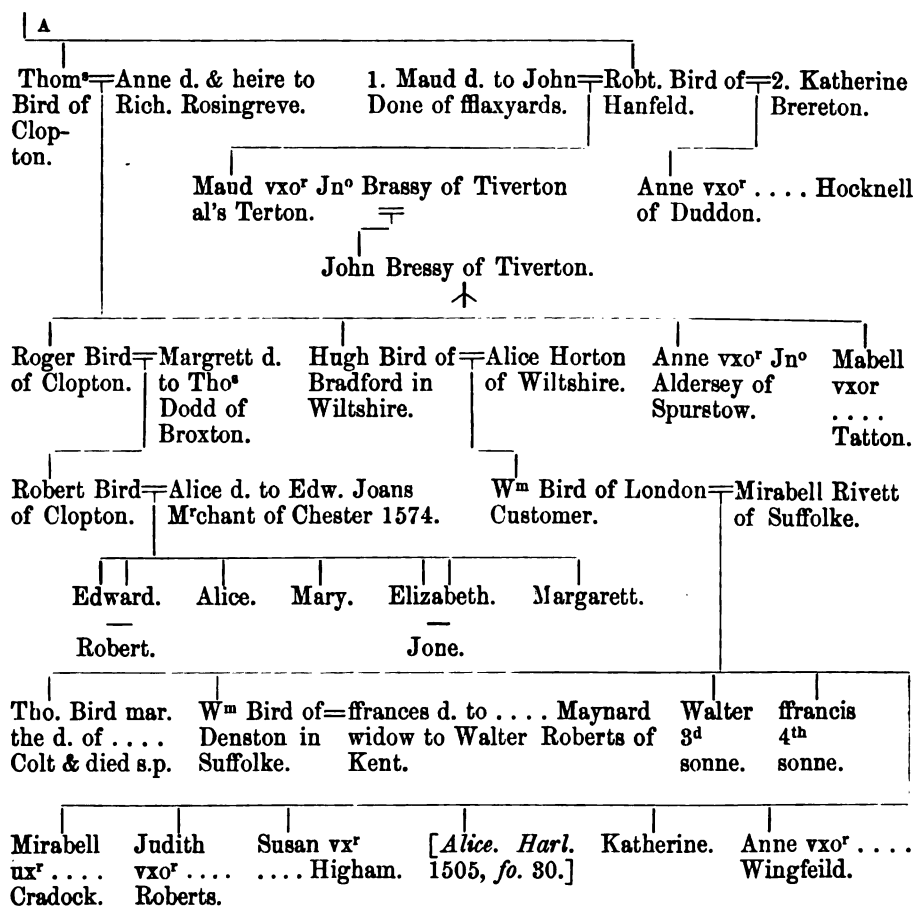 A
Thomˢ Anne d. & heire to 1. Maud d. to John Robt. Bird of 2. Katherine
Bird of Rich. Rosingreve. Done of fflaxyards. Hanfeld. Brereton.
Clop-
ton.
Maud vxoʳ Jnᵒ Brassy of Tiverton Anne vxoʳ . . . . Hocknell
al's Terton. of Duddon.
John Bressy of Tiverton.
Roger Bird Margrett d. Hugh Bird of Alice Horton Anne vxoʳ Jnᵒ Mabell
of Clopton. to Thoˢ Bradford in of Wiltshire. Aldersey of vxor
Dodd of Wiltshire. Spurstow. . . . .
Broxton. Tatton.
Robert Bird Alice d. to Edw. Joans Wᵐ Bird of London Mirabell Rivett
of Clopton. Mʳchant of Chester 1574. Customer. of Suffolke.
Edward. Alice. Mary. Elizabeth. Margarett.
Robert. Jone.
Tho. Bird mar. Wᵐ Bird of=ffrances d. to . . . . Maynard Walter ffrancis
the d. of . . . . Denston in widow to Walter Roberts of 3ᵈ 4ᵗʰ
Colt & died s.p. Suffolke. Kent. sonne. sonne.
Mirabell Judith Susan vxʳ [Alice. Harl. Katherine. Anne vxoʳ . . . .
uxʳ . . . . vxoʳ . . . . . . . . Higham. 1505, fo. 30.] Wingfeild.
Cradock. Roberts.